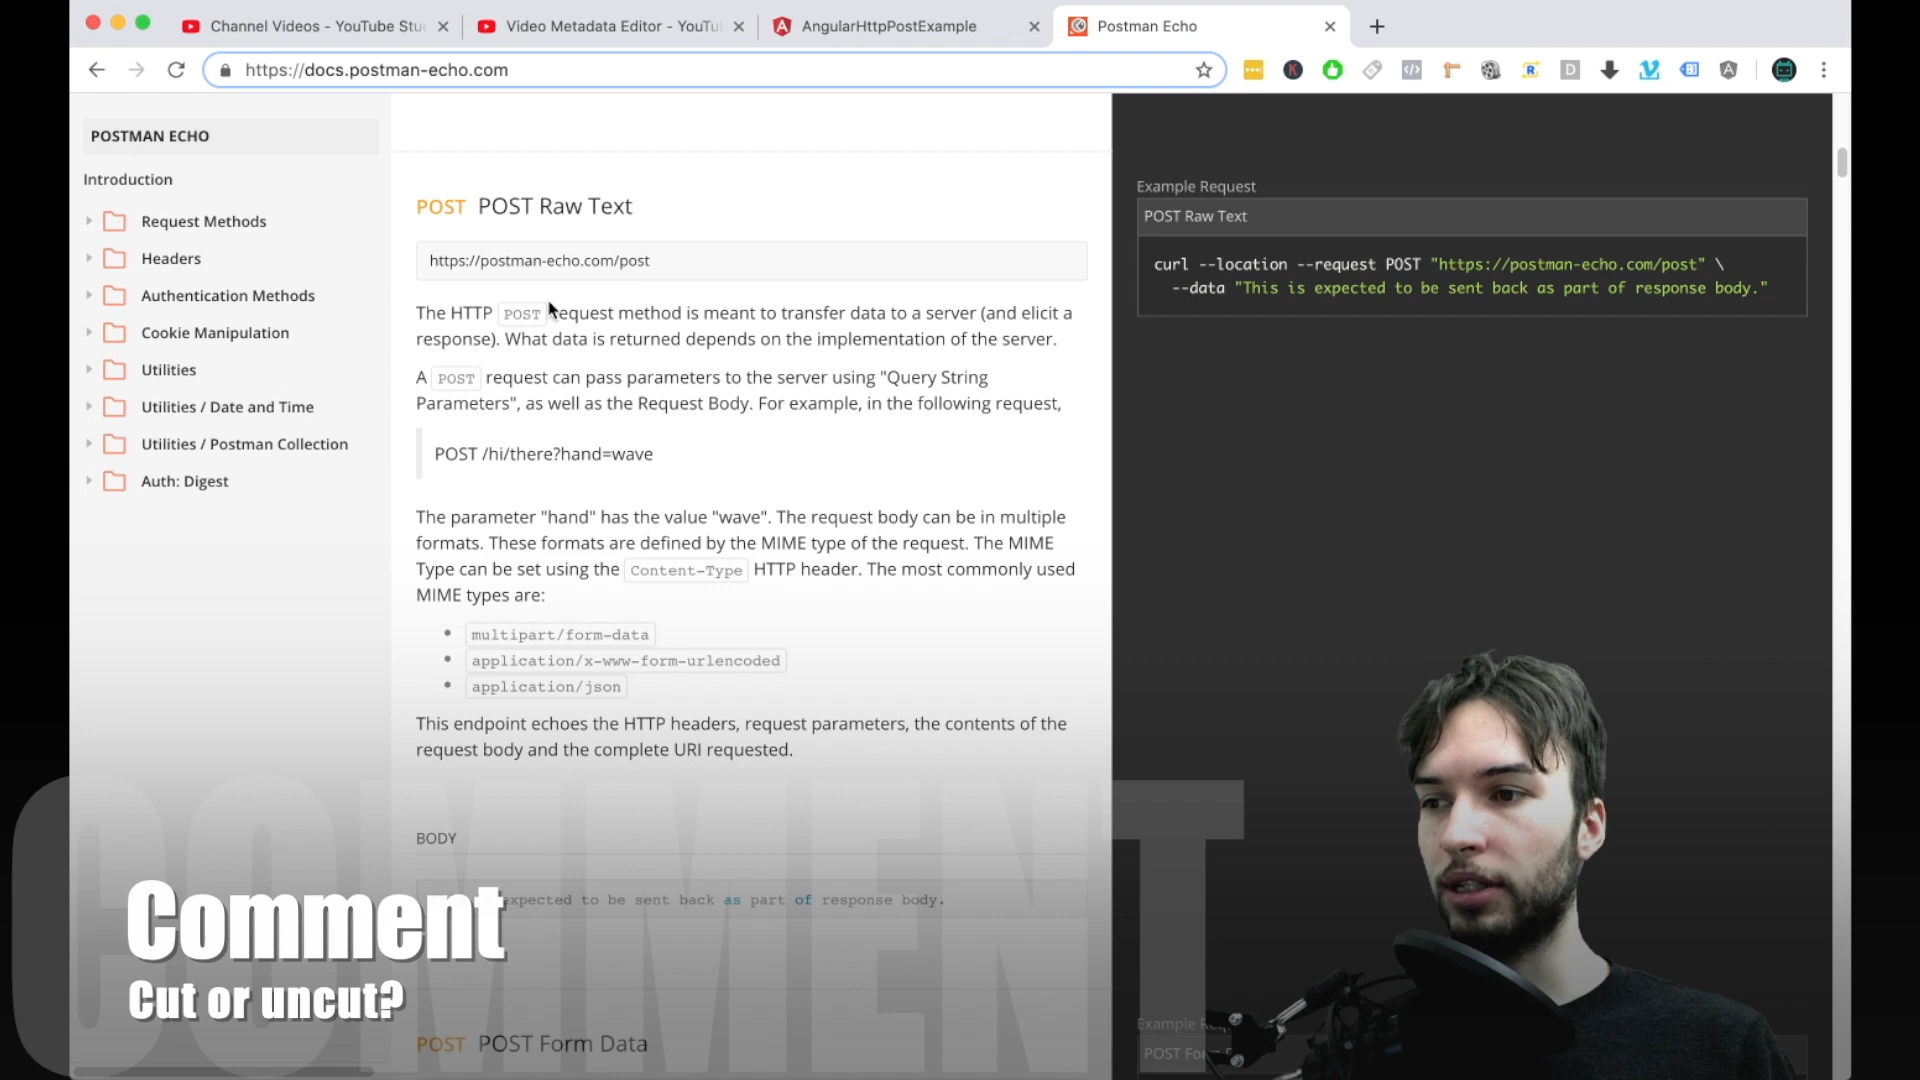 Channel Videos - YouTube Stu
Video Metadata Editor - YouTu
AngularHttpPostExample
Postman Echo
https://docs.postman-echo.com
POSTMAN ECHO
Introduction
Request Methods
Headers
Authentication Methods
Cookie Manipulation
Utilities
Utilities / Date and Time
Utilities / Postman Collection
Auth: Digest
POST POST Raw Text
https://postman-echo.com/post
The HTTP POST request method is meant to transfer data to a server (and elicit a
response). What data is returned depends on the implementation of the server.
A POST request can pass parameters to the server using "Query String
Parameters", as well as the Request Body. For example, in the following request,
POST /hi/there?hand=wave
The parameter "hand" has the value "wave". The request body can be in multiple
formats. These formats are defined by the MIME type of the request. The MIME
Type can be set using the Content-Type HTTP header. The most commonly used
MIME types are:
multipart/form-data
application/x-www-form-urlencoded
application/json
This endpoint echoes the HTTP headers, request parameters, the contents of the
request body and the complete URI requested.
BODY
expected to be sent back as part of response body.
POST POST Form Data
Example Request
POST Raw Text
curl --location --request POST "https://postman-echo.com/post" \
--data "This is expected to be sent back as part of response body."
Example Req
POST For
COMMENT
Comment
Cut or uncut?